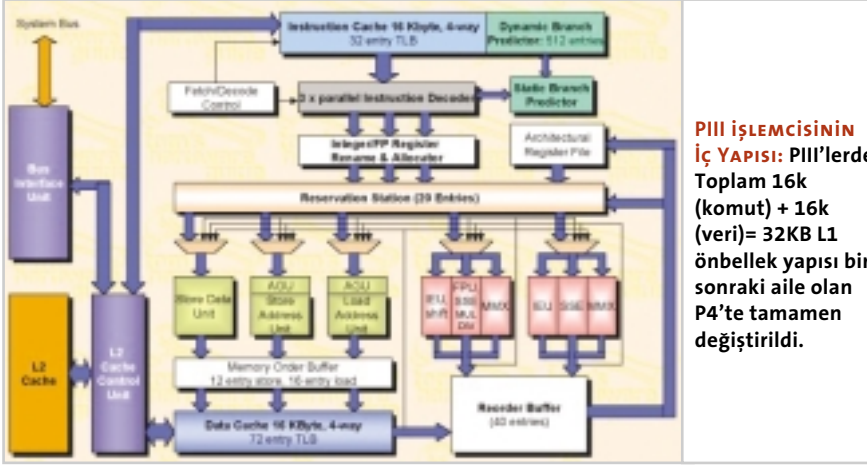 System Bus
Instruction Cache 16 Kbyte, 4-way
32 entry TLB
Dynamic Branch
Predictor: 512 entries
Fetch/Decode
Control
3 x parallel Instruction Decoder
Static Branch
Predictor
Integer/FP Register
Rename & Allocator
Architectural
Register File
Bus
Interface
Unit
Reservation Station (20 Entries)
Store Data
Unit
AGU
Store
Address
Unit
AGU
Load
Address
Unit
IEU,
shift
FPU
SSE
MUL
DIV
MMX
IEU
SSE
MMX
L2
Cache
L2
Cache
Control
Unit
Memory Order Buffer
12 entry store, 16 entry load
Data Cache 16 KByte, 4-way
72 entry TLB
Reorder Buffer
(40 entries)
PIII işlemcisinin
İç Yapısı: PIII’lerde
Toplam 16k
(komut) + 16k
(veri)= 32KB L1
önbellek yapısı bir
sonraki aile olan
P4’te tamamen
değiştirildi.